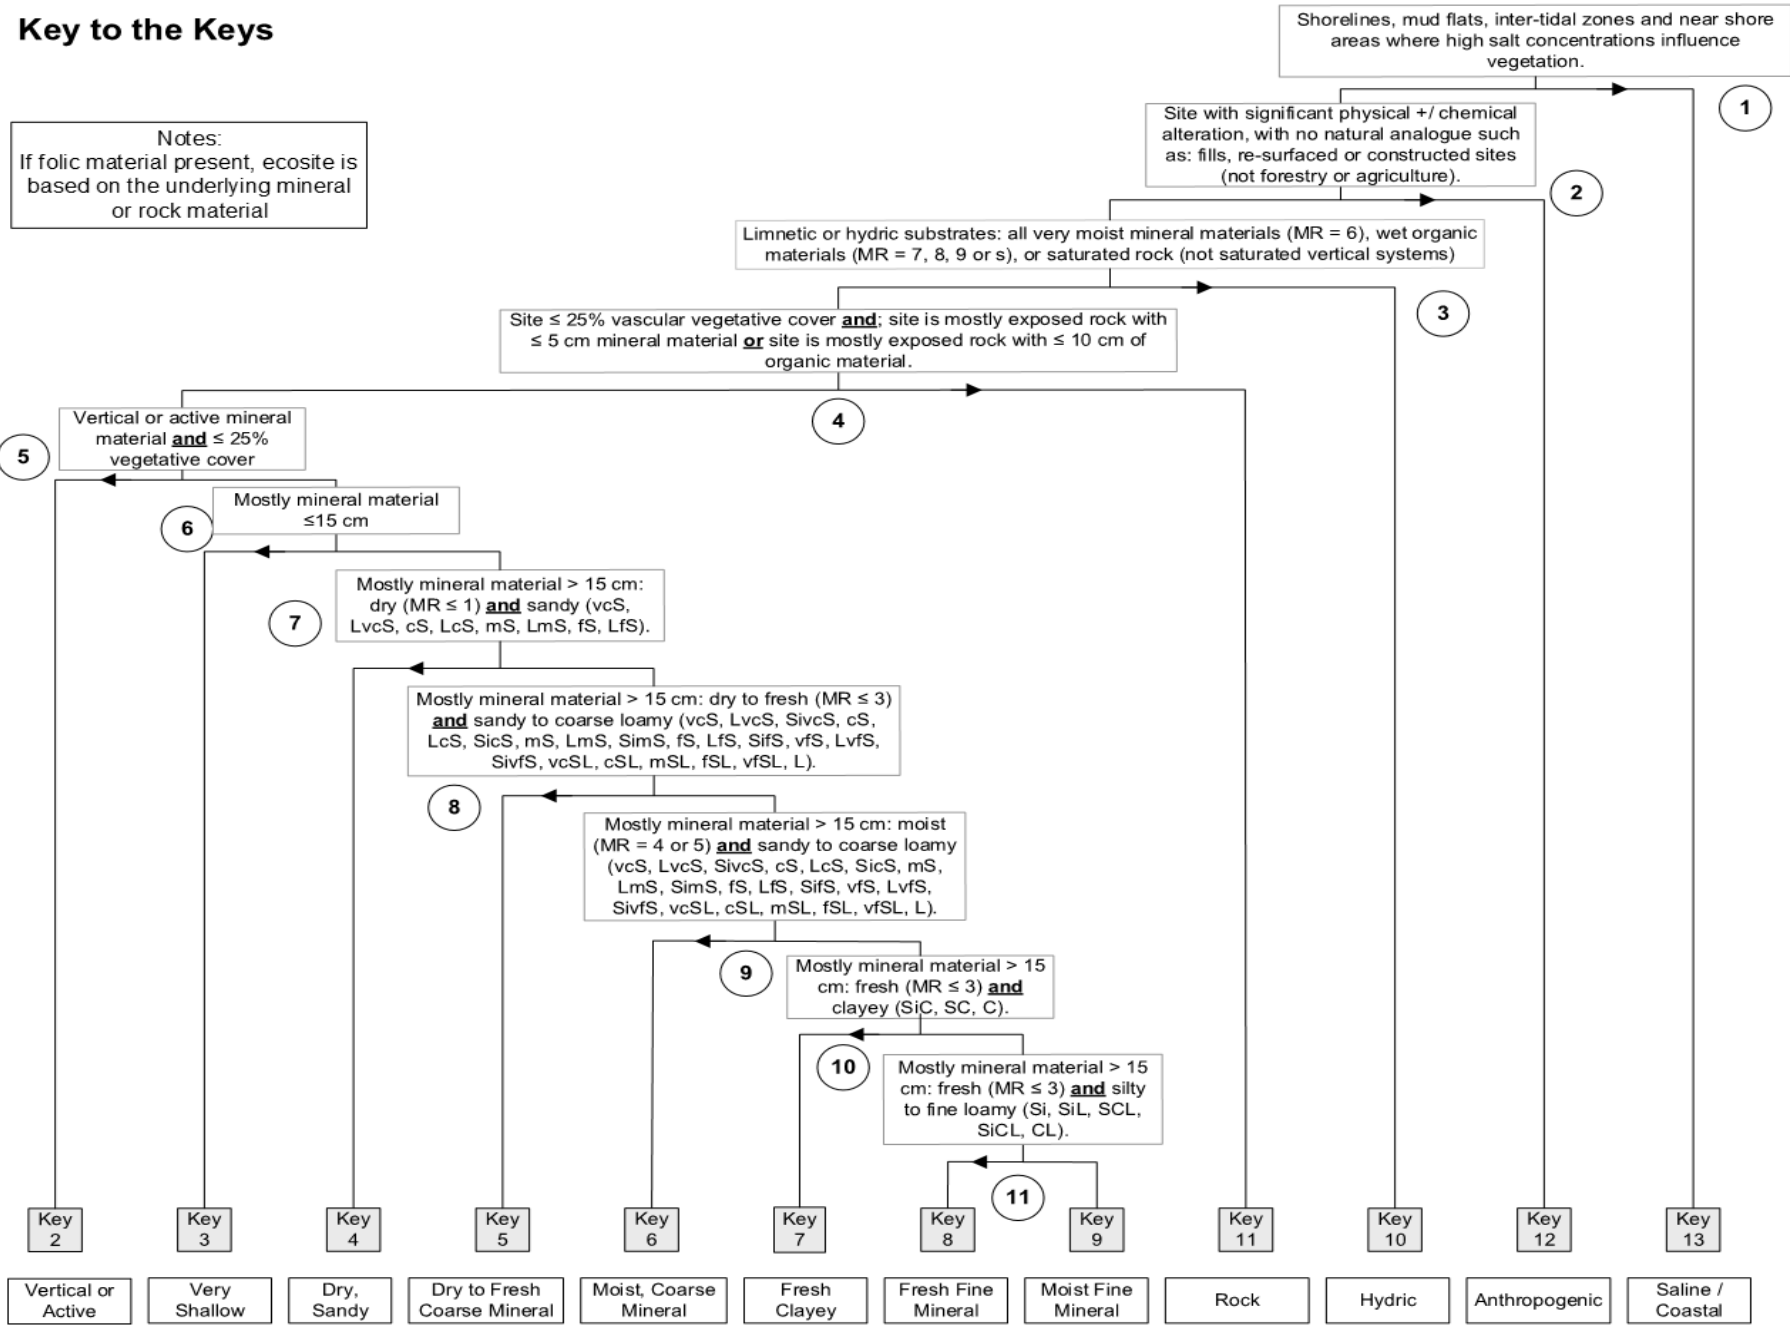 Key to the Keys
Notes:
If folic material present, ecosite is
based on the underlying mineral
or rock material
Shorelines, mud flats, inter-tidal zones and near shore
areas where high salt concentrations influence
vegetation.
1
Site with significant physical +/ chemical
alteration, with no natural analogue such
as: fills, re-surfaced or constructed sites
(not forestry or agriculture).
2
Limnetic or hydric substrates: all very moist mineral materials (MR = 6), wet organic
materials (MR = 7, 8, 9 or s), or saturated rock (not saturated vertical systems)
3
Site ≤ 25% vascular vegetative cover and; site is mostly exposed rock with
≤ 5 cm mineral material or site is mostly exposed rock with ≤ 10 cm of
organic material.
4
Vertical or active mineral
material and ≤ 25%
vegetative cover
5
Mostly mineral material
≤15 cm
6
Mostly mineral material > 15 cm:
dry (MR ≤ 1) and sandy (vcS,
LvcS, cS, LcS, mS, LmS, fS, LfS).
7
Mostly mineral material > 15 cm: dry to fresh (MR ≤ 3)
and sandy to coarse loamy (vcS, LvcS, SivcS, cS,
LcS, SicS, mS, LmS, SimS, fS, LfS, SifS, vfS, LvfS,
SivfS, vcSL, cSL, mSL, fSL, vfSL, L).
8
Mostly mineral material > 15 cm: moist
(MR = 4 or 5) and sandy to coarse loamy
(vcS, LvcS, SivcS, cS, LcS, SicS, mS,
LmS, SimS, fS, LfS, SifS, vfS, LvfS,
SivfS, vcSL, cSL, mSL, fSL, vfSL, L).
9
Mostly mineral material > 15
cm: fresh (MR ≤ 3) and
clayey (SiC, SC, C).
10
Mostly mineral material > 15
cm: fresh (MR ≤ 3) and silty
to fine loamy (Si, SiL, SCL,
SiCL, CL).
11
Key
2
Key
3
Key
4
Key
5
Key
6
Key
7
Key
8
Key
9
Key
11
Key
10
Key
12
Key
13
Vertical or
Active
Very
Shallow
Dry,
Sandy
Dry to Fresh
Coarse Mineral
Moist, Coarse
Mineral
Fresh
Clayey
Fresh Fine
Mineral
Moist Fine
Mineral
Rock
Hydric
Anthropogenic
Saline /
Coastal